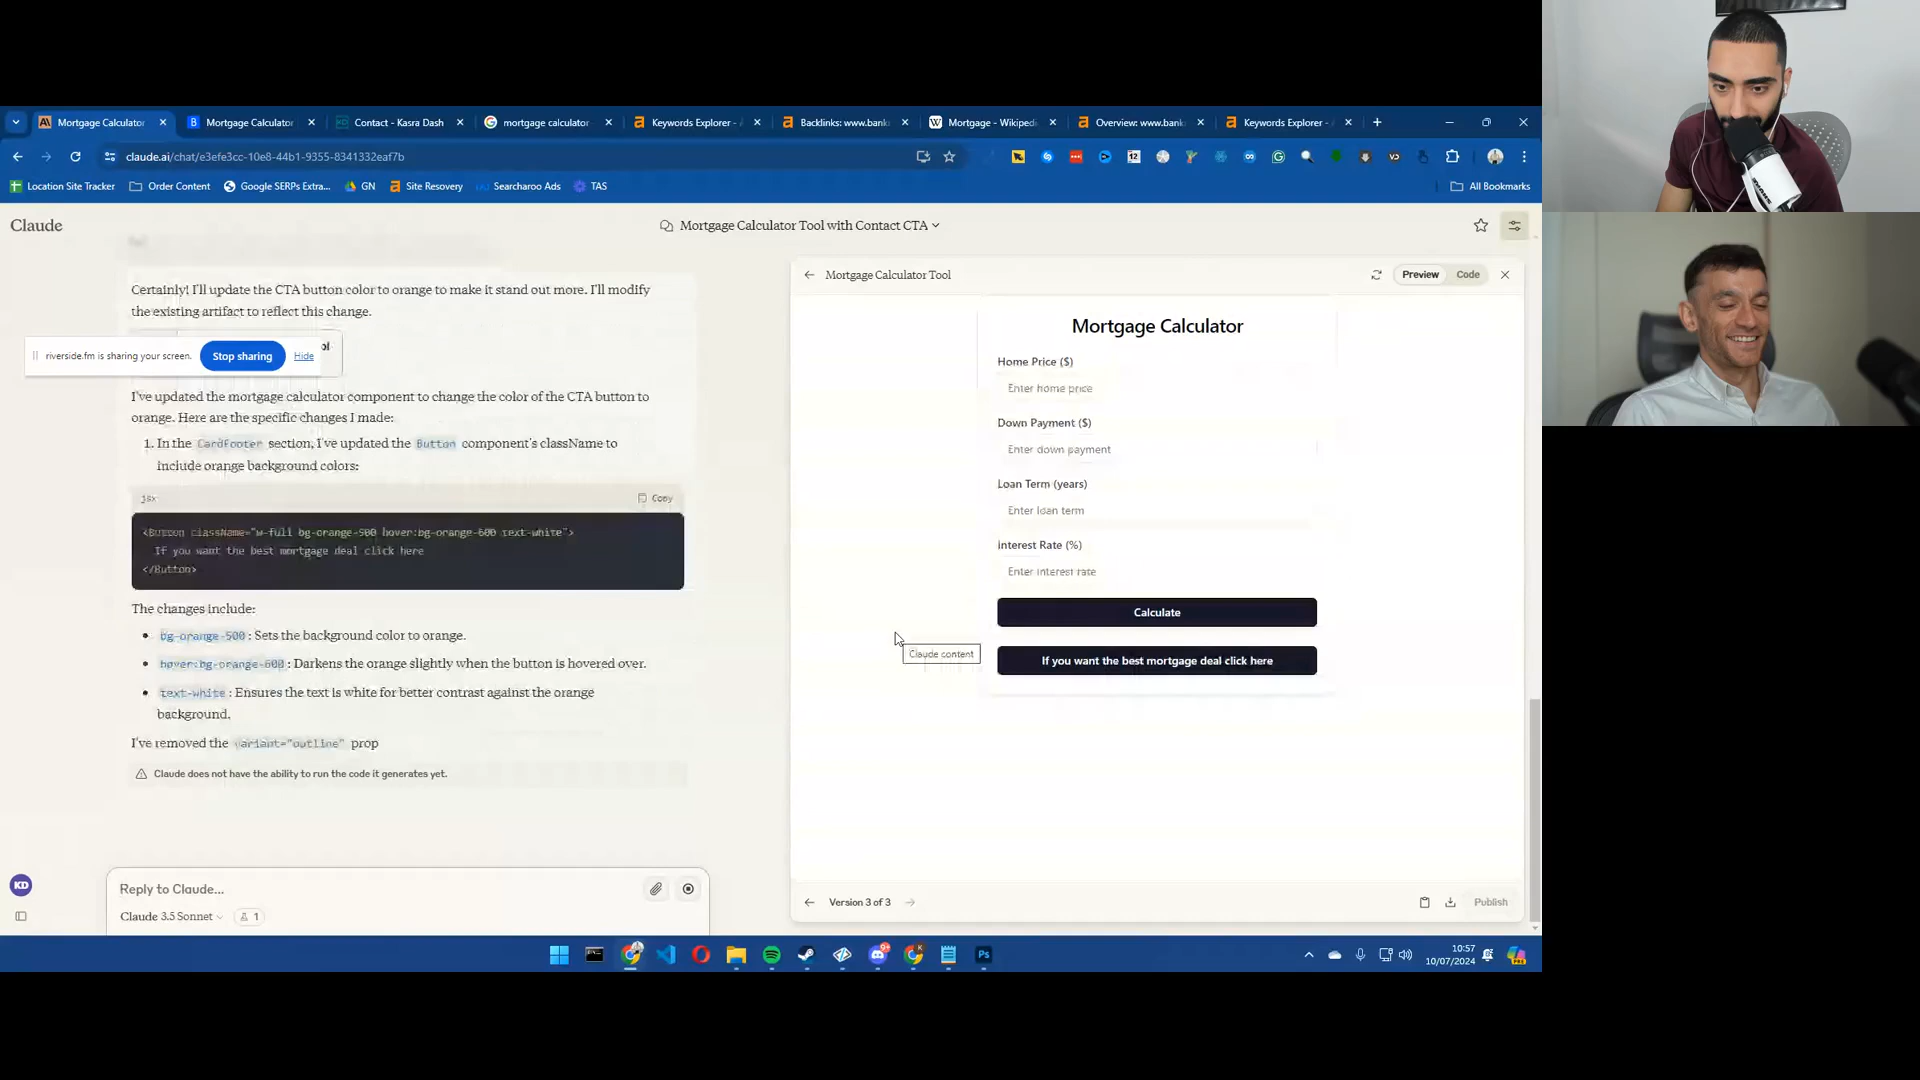 Mortgage Calculator
Mortgage Calculator
Contact - Kasra Dash
mortgage calculator
Keywords Explorer -
Backlinks: www.bank
Mortgage - Wikiped
Overview: www.bank
Keywords Explorer -
claude.ai/chat/e3efe3cc-10e8-44b1-9355-8341332eaf7b
Location Site Tracker
Order Content
Google SERPs Extra...
GN
Site Recovery
Searcharoo Ads
TAS
All Bookmarks
Claude
Mortgage Calculator Tool with Contact CTA
Certainly! I'll update the CTA button color to orange to make it stand out more. I'll modify
the existing artifact to reflect this change.
riverside.fm is sharing your screen.
Stop sharing
Hide
I've updated the mortgage calculator component to change the color of the CTA button to
orange. Here are the specific changes I made:
1. In the CardFooter section, I've updated the Button component's className to
include orange background colors:
jsx
Copy
<Button className="w-full bg-orange-500 hover:bg-orange-600 text-white">
If you want the best mortgage deal click here
</Button>
The changes include:
• bg-orange-500: Sets the background color to orange.
• hover:bg-orange-600: Darkens the orange slightly when the button is hovered over.
• text-white: Ensures the text is white for better contrast against the orange
background.
I've removed the variant="outline" prop
Claude does not have the ability to run the code it generates yet.
KD
Reply to Claude...
Claude 3.5 Sonnet
1
Mortgage Calculator Tool
Preview
Code
Mortgage Calculator
Home Price ($)
Enter home price
Down Payment ($)
Enter down payment
Loan Term (years)
Enter loan term
Interest Rate (%)
Enter interest rate
Calculate
If you want the best mortgage deal click here
Claude content
Version 3 of 3
Publish
10:57
10/07/2024